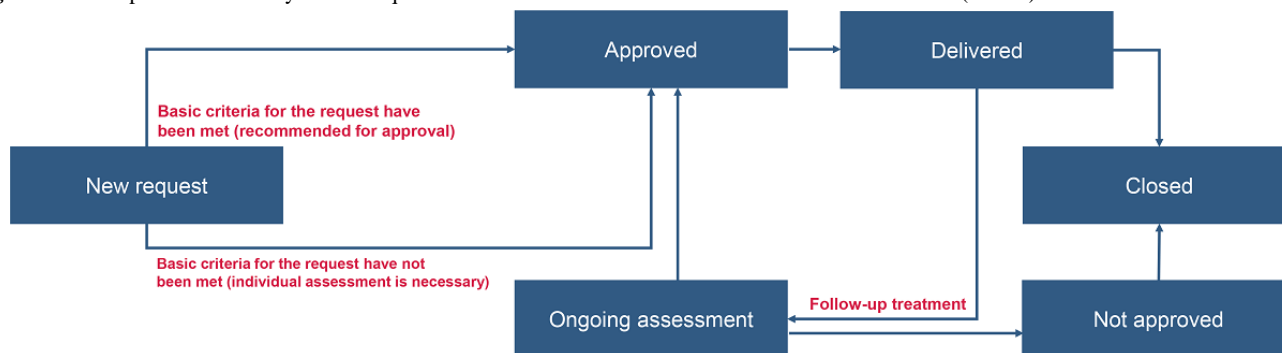 Approved
Delivered
Basic criteria for the request have
been met (recommended for approval)
New request
Closed
Basic criteria for the request have not
been met (individual assessment is necessary)
Follow-up treatment
Ongoing assessment
Not approved